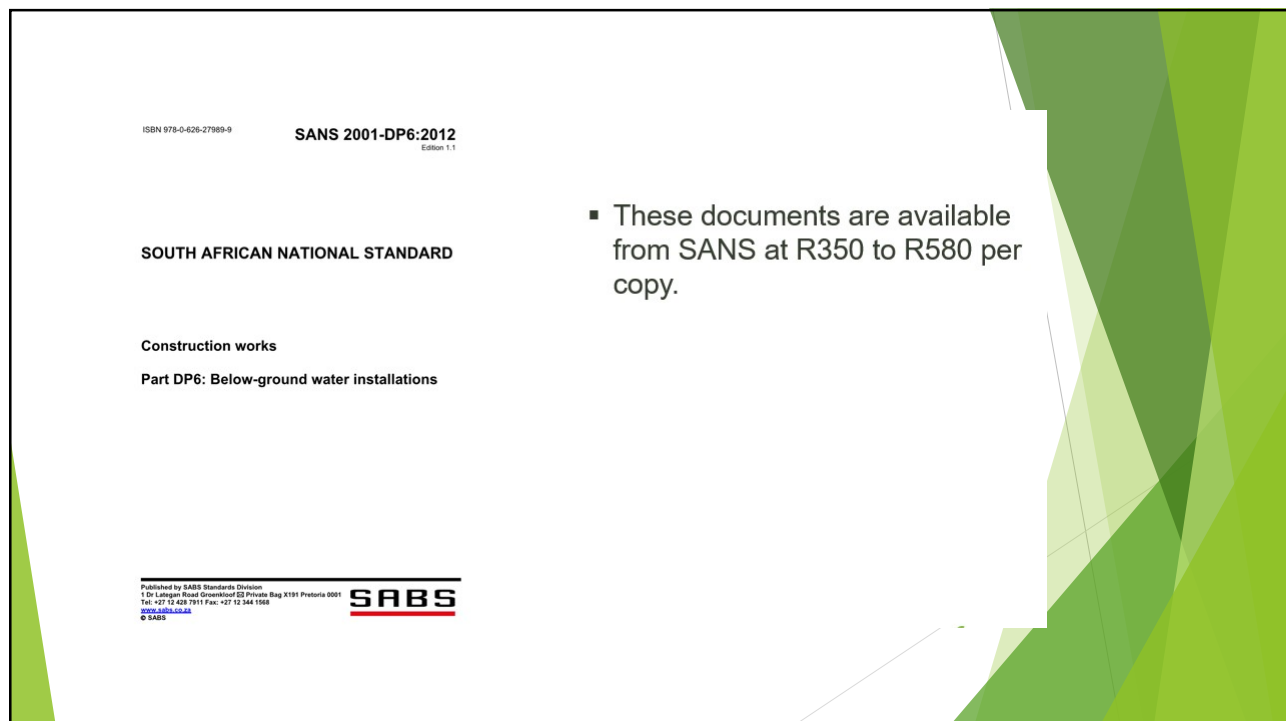 ISBN 978-0-626-27989-9
SANS 2001-DP6:2012
Edition 1.1
SOUTH AFRICAN NATIONAL STANDARD
Construction works
Part DP6: Below-ground water installations
Published by SABS Standards Division
1 Dr Lategan Road Groenkloof ✉ Private Bag X191 Pretoria 0001
Tel: +27 12 428 7911 Fax: +27 12 344 1568
www.sabs.co.za
© SABS
SABS
▪ These documents are available
from SANS at R350 to R580 per
copy.